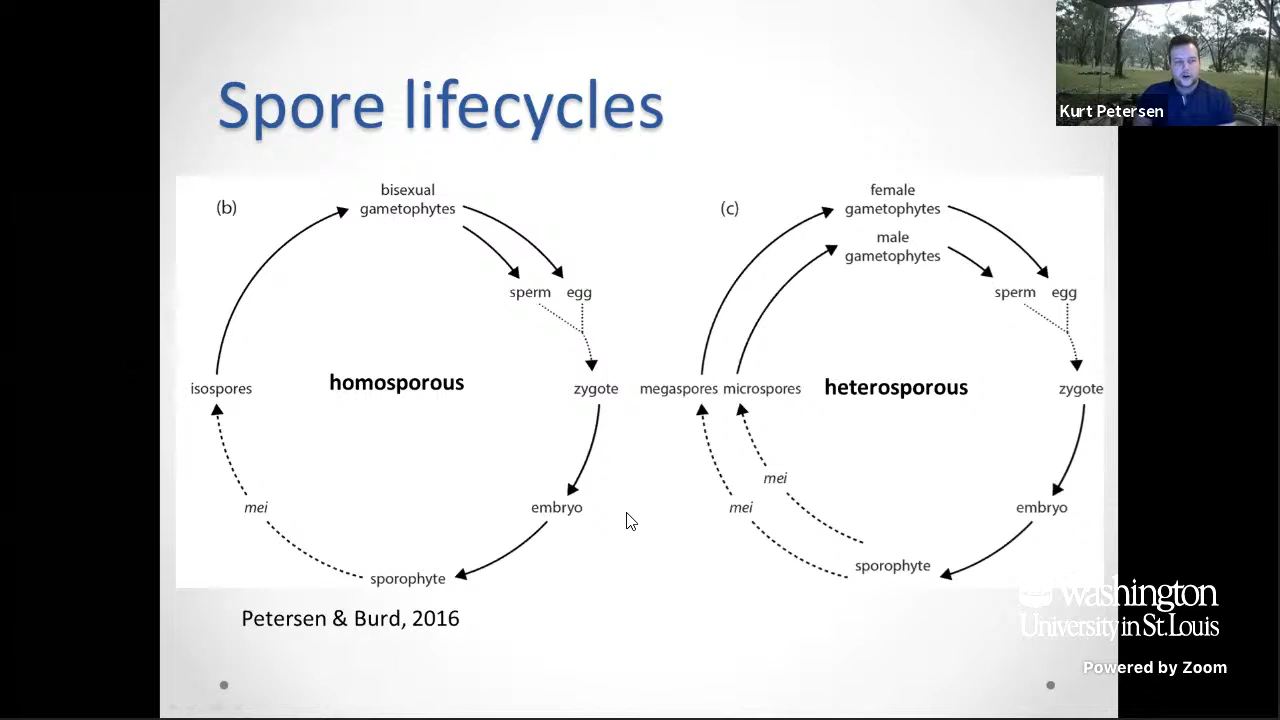 Spore lifecycles
Kurt Petersen
(b)
bisexual
gametophytes
sperm egg
zygote
embryo
sporophyte
mei
isospores
homosporous
(c)
female
gametophytes
male
gametophytes
sperm egg
zygote
embryo
sporophyte
mei
mei
megaspores microspores
heterosporous
Petersen & Burd, 2016
Washington
University in St. Louis
Powered by Zoom